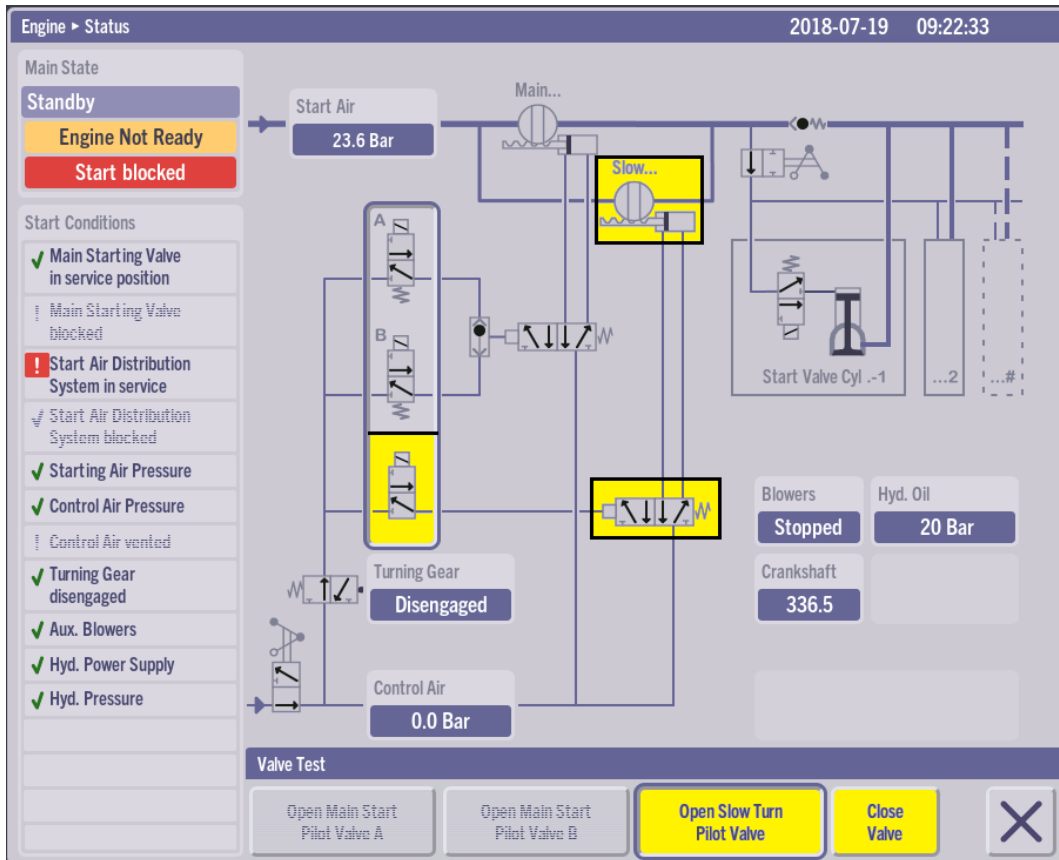 Engine ▸ Status
2018-07-19 09:22:33
Main State
Standby
Engine Not Ready
Start blocked
Start Conditions
Main Starting Valve
in service position
! Main Starting Valve
blocked
! Start Air Distribution
System in service
Start Air Distribution
System blocked
Starting Air Pressure
Control Air Pressure
! Control Air vented
Turning Gear
disengaged
Aux. Blowers
Hyd. Power Supply
Hyd. Pressure
Start Air
23.6 Bar
Main...
Slow...
A
B
Start Valve Cyl .-1
...2
...#
Blowers
Stopped
Hyd. Oil
20 Bar
Crankshaft
336.5
Turning Gear
Disengaged
Control Air
0.0 Bar
Valve Test
Open Main Start
Pilot Valve A
Open Main Start
Pilot Valve B
Open Slow Turn
Pilot Valve
Close
Valve